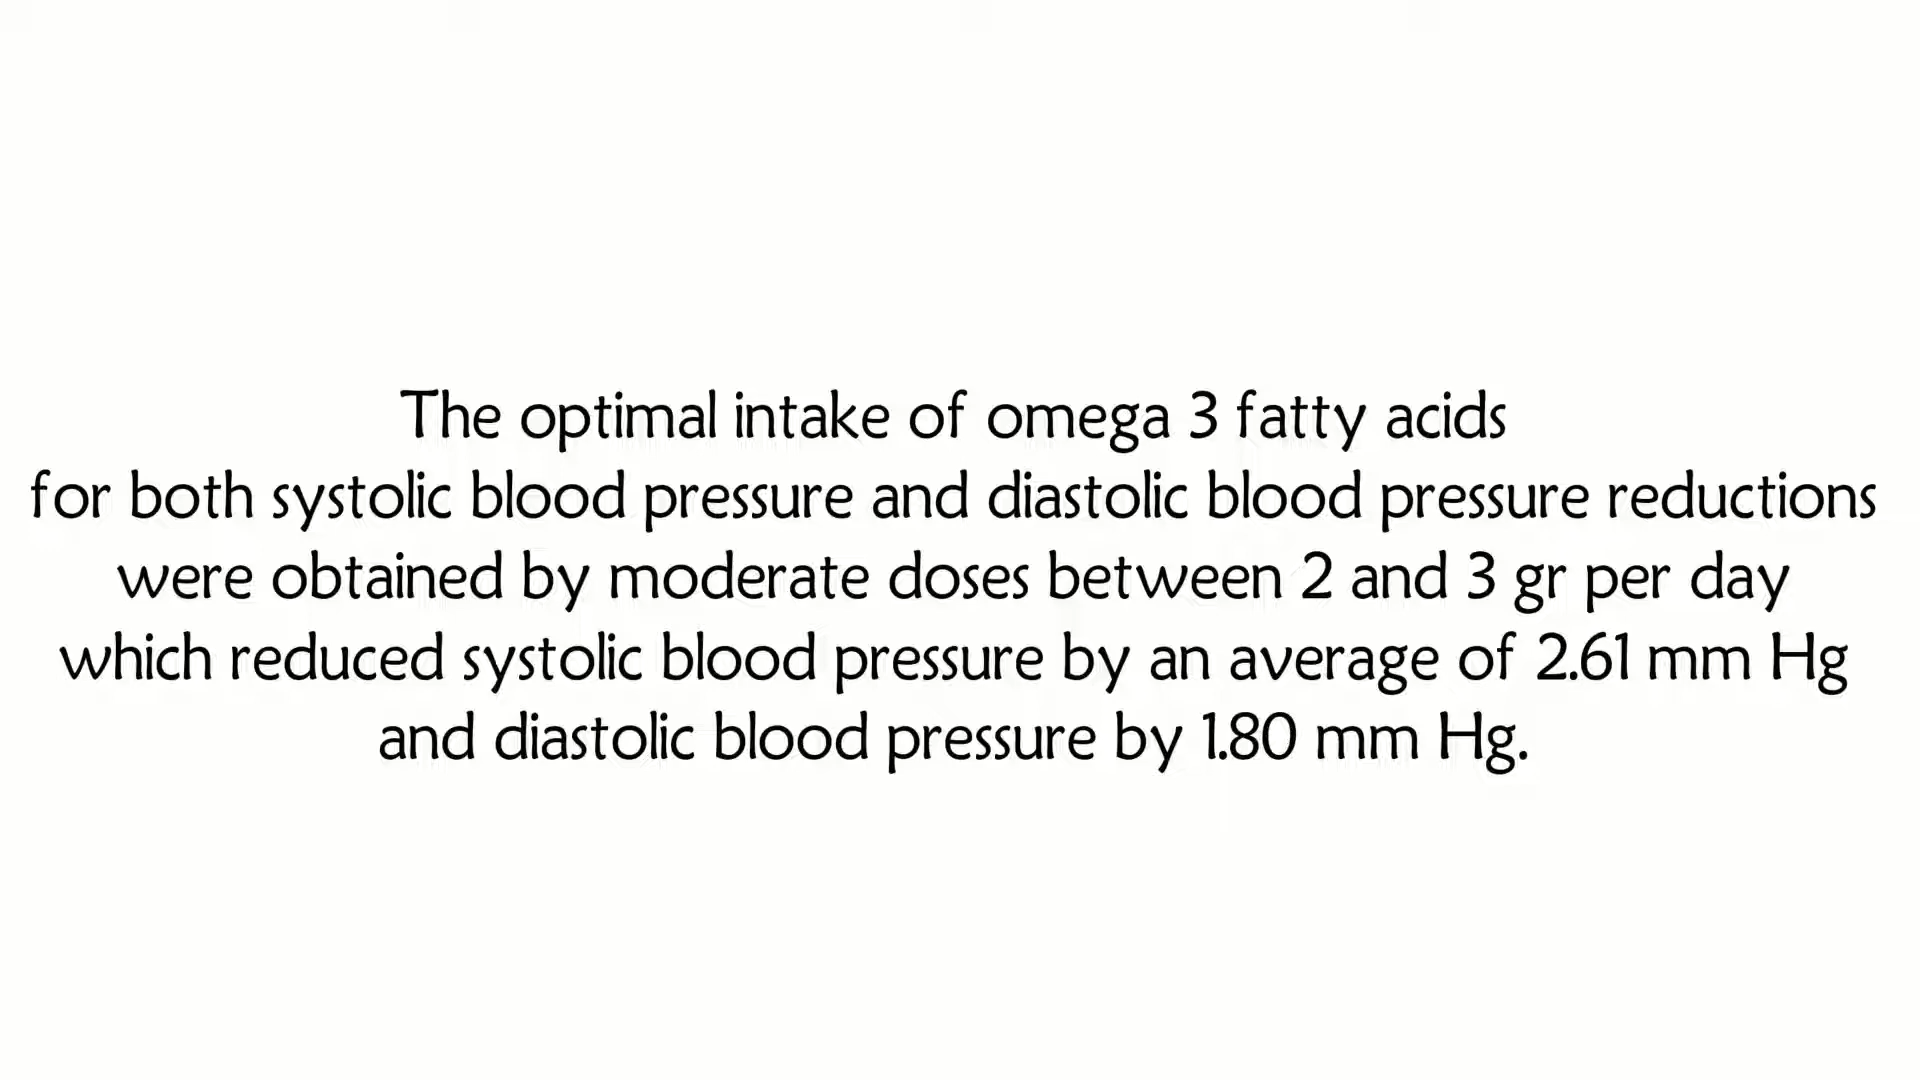 The optimal intake of omega 3 fatty acids
for both systolic blood pressure and diastolic blood pressure reductions
were obtained by moderate doses between 2 and 3 gr per day
which reduced systolic blood pressure by an average of 2.61 mm Hg
and diastolic blood pressure by 1.80 mm Hg.